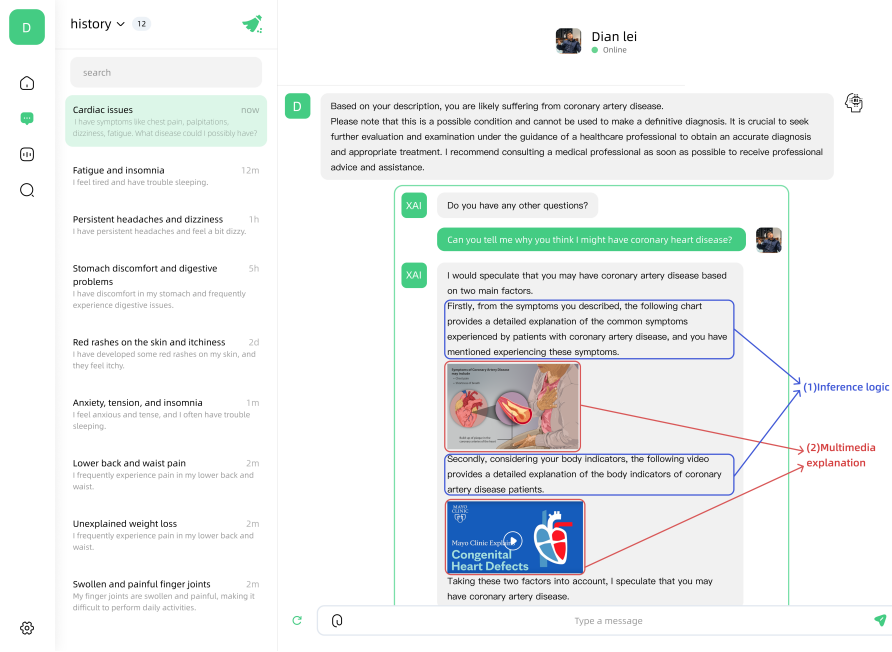 D
history
12
search
Cardiac issues
now
I have symptoms like chest pain, palpitations,
dizziness, fatigue. What disease could I possibly have?
Fatigue and insomnia
12m
I feel tired and have trouble sleeping.
Persistent headaches and dizziness
1h
I have persistent headaches and feel a bit dizzy.
Stomach discomfort and digestive
5h
problems
I have discomfort in my stomach and frequently
experience digestive issues.
Red rashes on the skin and itchiness
2d
I have developed some red rashes on my skin, and
they feel itchy.
Anxiety, tension, and insomnia
1m
I feel anxious and tense, and I often have trouble
sleeping.
Lower back and waist pain
2m
I frequently experience pain in my lower back and
waist.
Unexplained weight loss
2m
I frequently experience pain in my lower back and
waist.
Swollen and painful finger joints
2m
My finger joints are swollen and painful, making it
difficult to perform daily activities.
Dian lei
Online
D
Based on your description, you are likely suffering from coronary artery disease.
Please note that this is a possible condition and cannot be used to make a definitive diagnosis. It is crucial to seek
further evaluation and examination under the guidance of a healthcare professional to obtain an accurate diagnosis
and appropriate treatment. I recommend consulting a medical professional as soon as possible to receive professional
advice and assistance.
XAI
Do you have any other questions?
Can you tell me why you think I might have coronary heart disease?
XAI
I would speculate that you may have coronary artery disease based
on two main factors.
Firstly, from the symptoms you described, the following chart
provides a detailed explanation of the common symptoms
experienced by patients with coronary artery disease, and you have
mentioned experiencing these symptoms.
Symptoms of Coronary Artery Disease
may include
Secondly, considering your body indicators, the following video
provides a detailed explanation of the body indicators of coronary
artery disease patients.
MAYO
CLINIC
Mayo Clinic Explains
Congenital
Heart Defects
Taking these two factors into account, I speculate that you may
have coronary artery disease.
(1)Inference logic
(2)Multimedia
explanation
Type a message